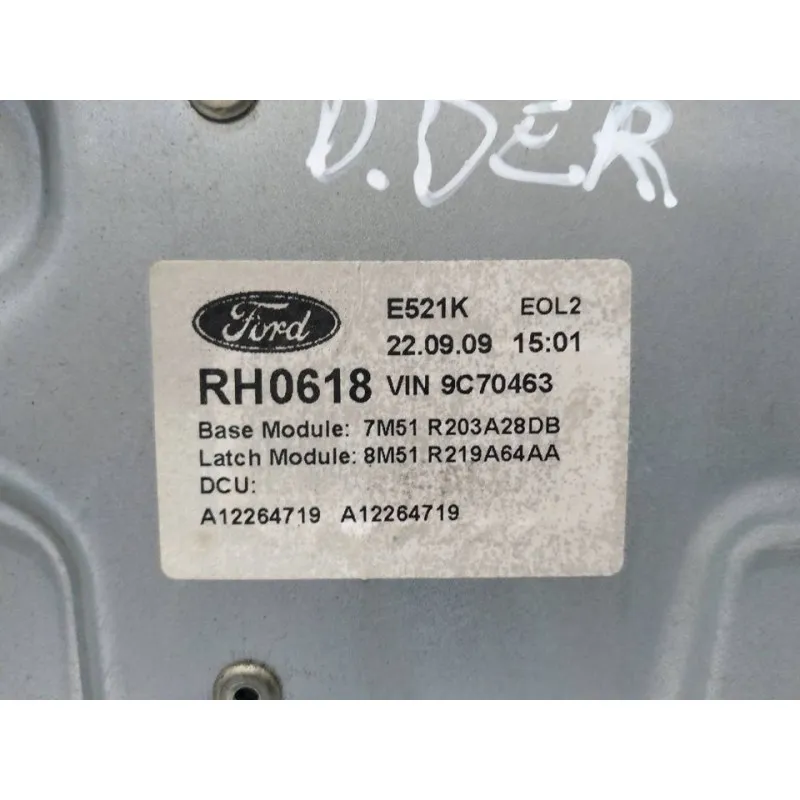 D.DER
Ford E521K EOL2
22.09.09 15:01
RH0618 VIN 9C70463
Base Module: 7M51 R203A28DB
Latch Module: 8M51 R219A64AA
DCU:
A12264719 A12264719